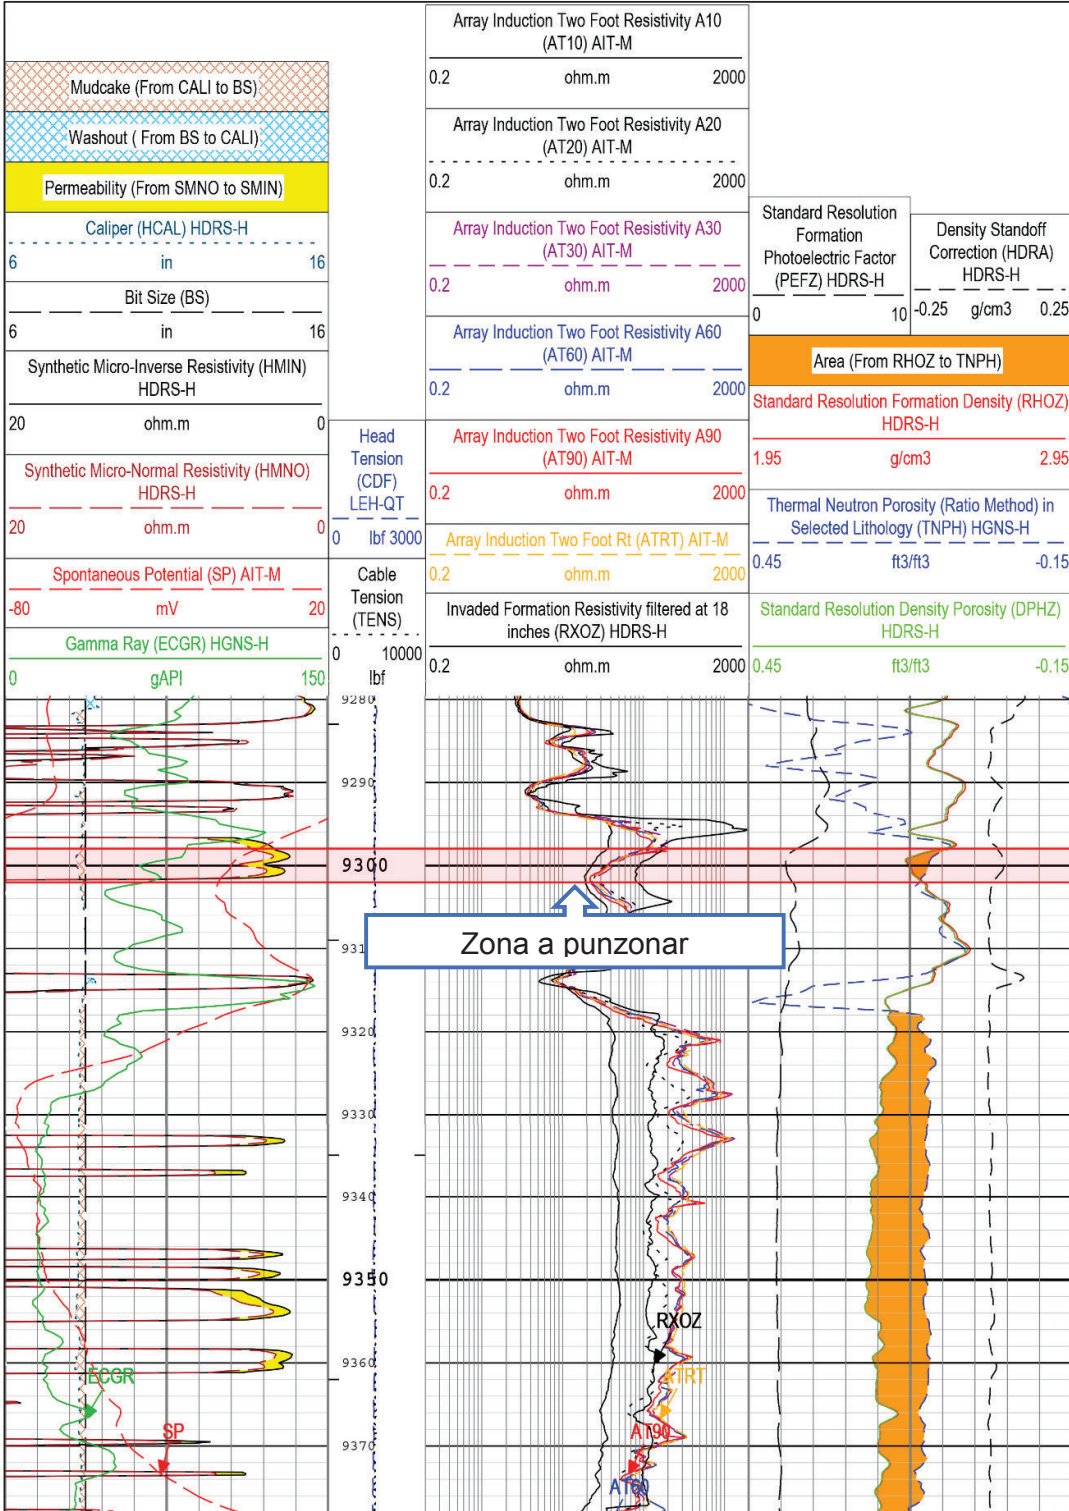 Mudcake (From CALI to BS)
Washout ( From BS to CALI)
Permeability (From SMNO to SMIN)
Caliper (HCAL) HDRS-H
6 in 16
Bit Size (BS)
6 in 16
Synthetic Micro-Inverse Resistivity (HMIN)
HDRS-H
20 ohm.m 0
Synthetic Micro-Normal Resistivity (HMNO)
HDRS-H
20 ohm.m 0
Spontaneous Potential (SP) AIT-M
-80 mV 20
Gamma Ray (ECGR) HGNS-H
0 gAPI 150
Head
Tension
(CDF)
LEH-QT
0 lbf 3000
Cable
Tension
(TENS)
0 10000
lbf
Array Induction Two Foot Resistivity A10
(AT10) AIT-M
0.2 ohm.m 2000
Array Induction Two Foot Resistivity A20
(AT20) AIT-M
0.2 ohm.m 2000
Array Induction Two Foot Resistivity A30
(AT30) AIT-M
0.2 ohm.m 2000
Array Induction Two Foot Resistivity A60
(AT60) AIT-M
0.2 ohm.m 2000
Array Induction Two Foot Resistivity A90
(AT90) AIT-M
0.2 ohm.m 2000
Array Induction Two Foot Rt (ATRT) AIT-M
0.2 ohm.m 2000
Invaded Formation Resistivity filtered at 18
inches (RXOZ) HDRS-H
0.2 ohm.m 2000
Standard Resolution
Formation
Photoelectric Factor
(PEFZ) HDRS-H
0 10
Density Standoff
Correction (HDRA)
HDRS-H
-0.25 g/cm3 0.25
Area (From RHOZ to TNPH)
Standard Resolution Formation Density (RHOZ)
HDRS-H
1.95 g/cm3 2.95
Thermal Neutron Porosity (Ratio Method) in
Selected Lithology (TNPH) HGNS-H
0.45 ft3/ft3 -0.15
Standard Resolution Density Porosity (DPHZ)
HDRS-H
0.45 ft3/ft3 -0.15
9280
9290
9300
Zona a punzonar
9320
9330
9340
9350
RXOZ
9360
ECGR
ATRT
SP
AT90
9370
AT60